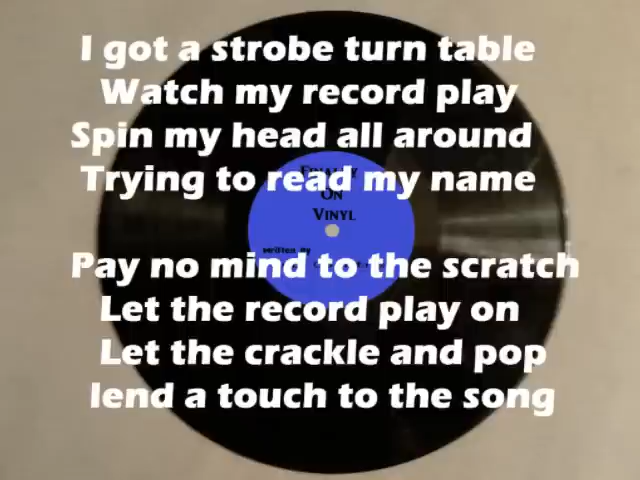 I got a strobe turn table
Watch my record play
Spin my head all around
Trying to read my name
On
Vinyl
written by
Pay no mind to the scratch
Let the record play on
Let the crackle and pop
lend a touch to the song